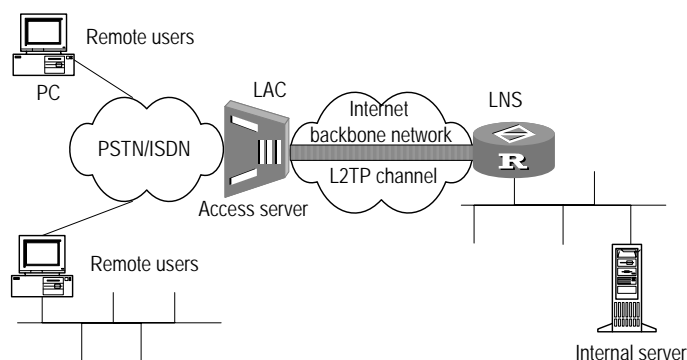 Remote users
PC
LAC
LNS
Internet
backbone network
PSTN/ISDN
L2TP channel
R
Access server
Remote users
Internal server